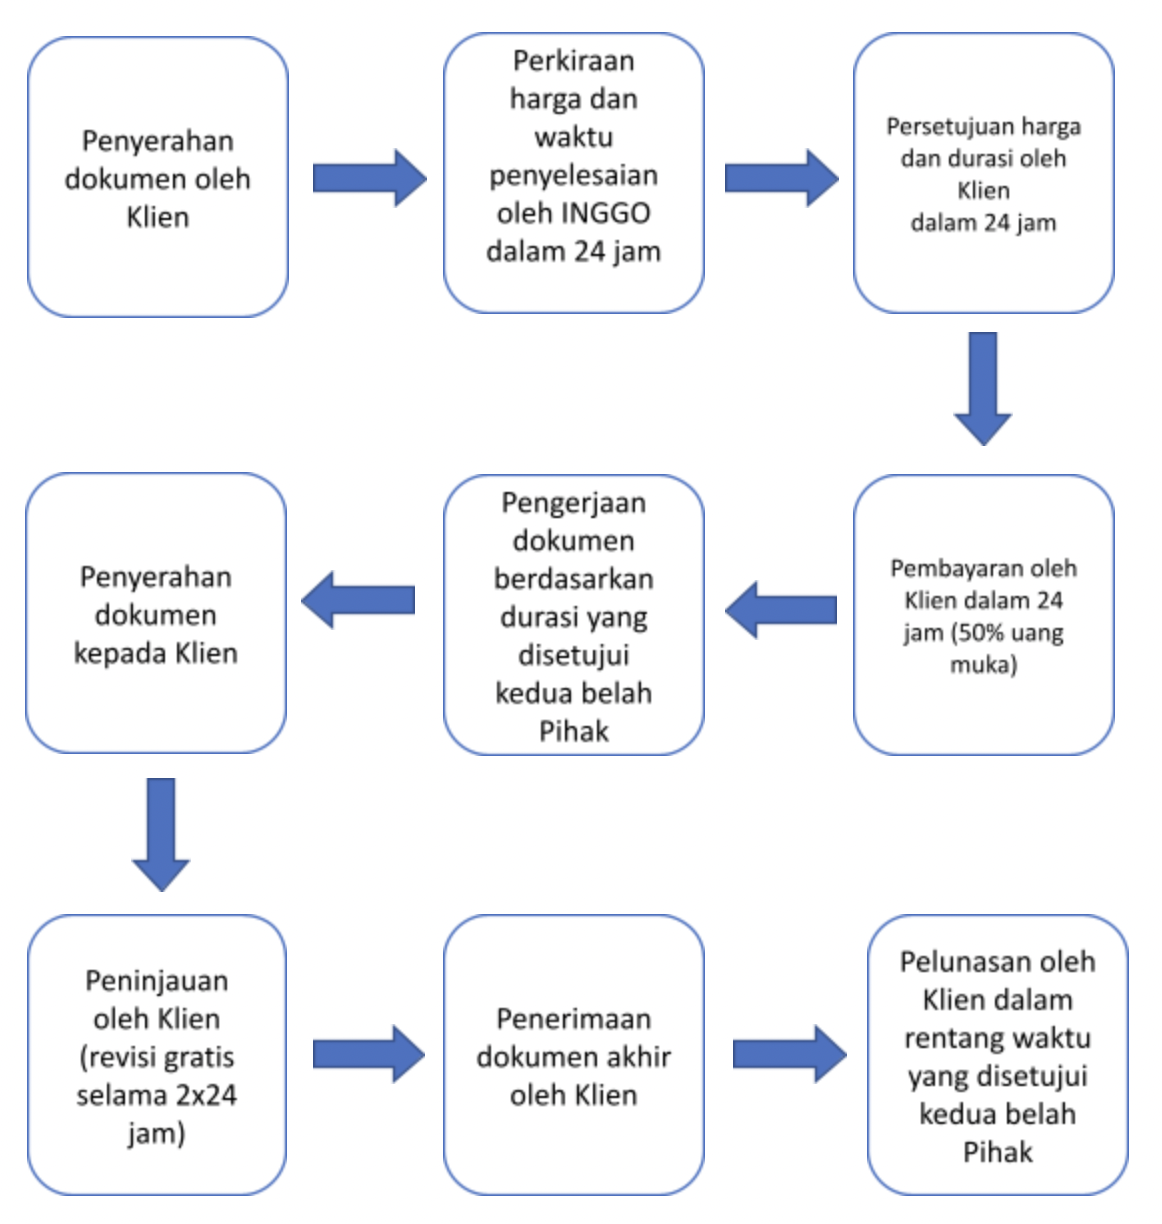 Penyerahan
dokumen oleh
Klien
Perkiraan
harga dan
waktu
penyelesaian
oleh INGGO
dalam 24 jam
Persetujuan harga
dan durasi oleh
Klien
dalam 24 jam
Pembayaran oleh
Klien dalam 24
jam (50% uang
muka)
Pengerjaan
dokumen
berdasarkan
durasi yang
disetujui
kedua belah
Pihak
Penyerahan
dokumen
kepada Klien
Peninjauan
oleh Klien
(revisi gratis
selama 2x24
jam)
Penerimaan
dokumen akhir
oleh Klien
Pelunasan oleh
Klien dalam
rentang waktu
yang disetujui
kedua belah
Pihak